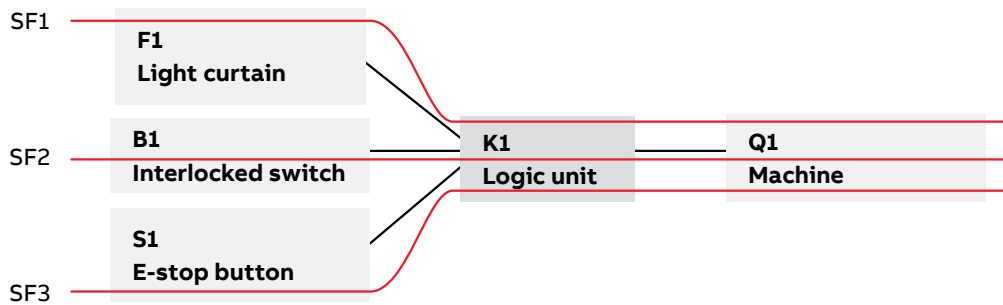 SF1
F1
Light curtain
SF2
B1
Interlocked switch
K1
Logic unit
Q1
Machine
S1
E-stop button
SF3